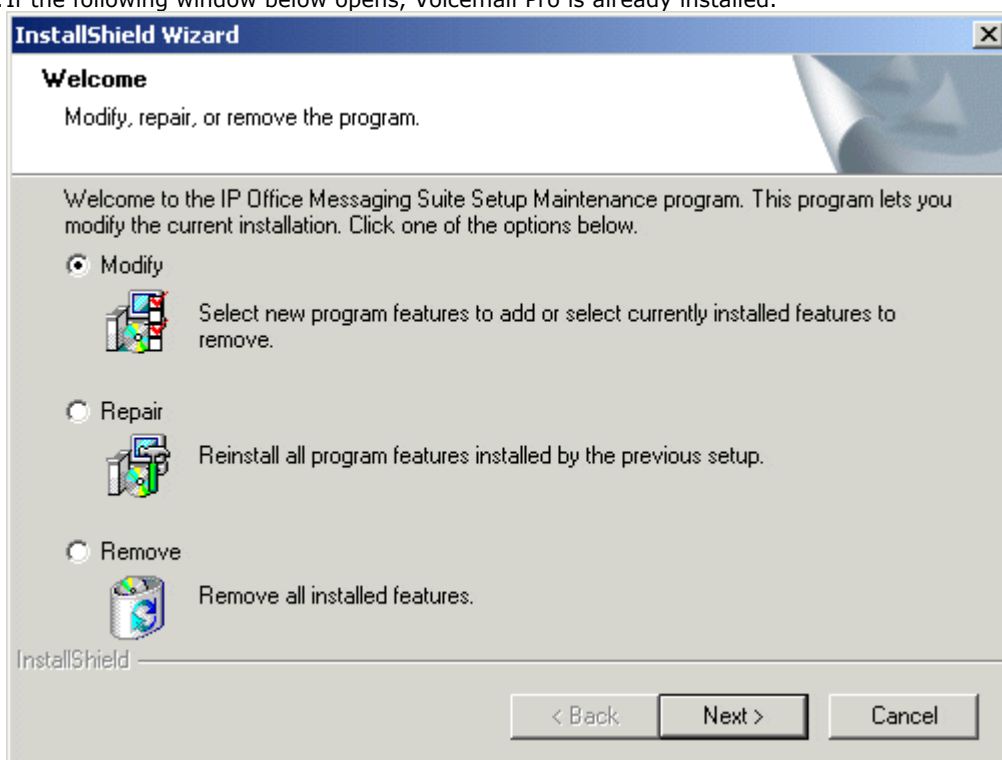 .If the following window below opens, Voicemail Pro is already installed.
InstallShield Wizard
Welcome
Modify, repair, or remove the program.
Welcome to the IP Office Messaging Suite Setup Maintenance program. This program lets you
modify the current installation. Click one of the options below.
Modify
Select new program features to add or select currently installed features to
remove.
Repair
Reinstall all program features installed by the previous setup.
Remove
Remove all installed features.
InstallShield
< Back
Next >
Cancel